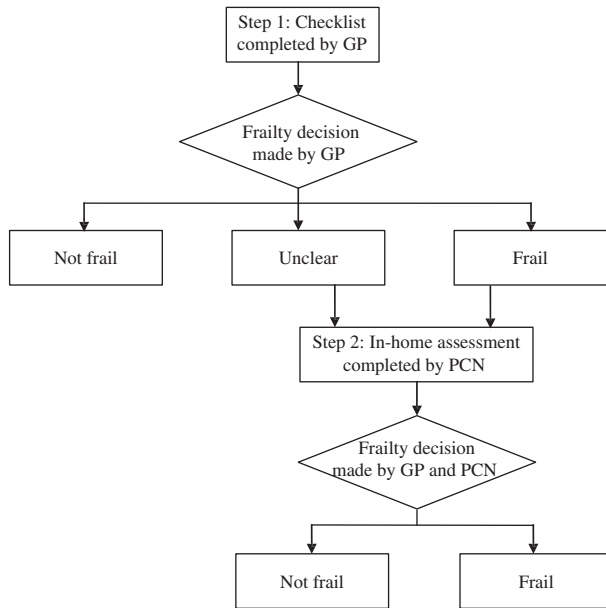 Step 1: Checklist
completed by GP
Frailty decision
made by GP
Not frail
Unclear
Frail
Step 2: In-home assessment
completed by PCN
Frailty decision
made by GP and PCN
Not frail
Frail